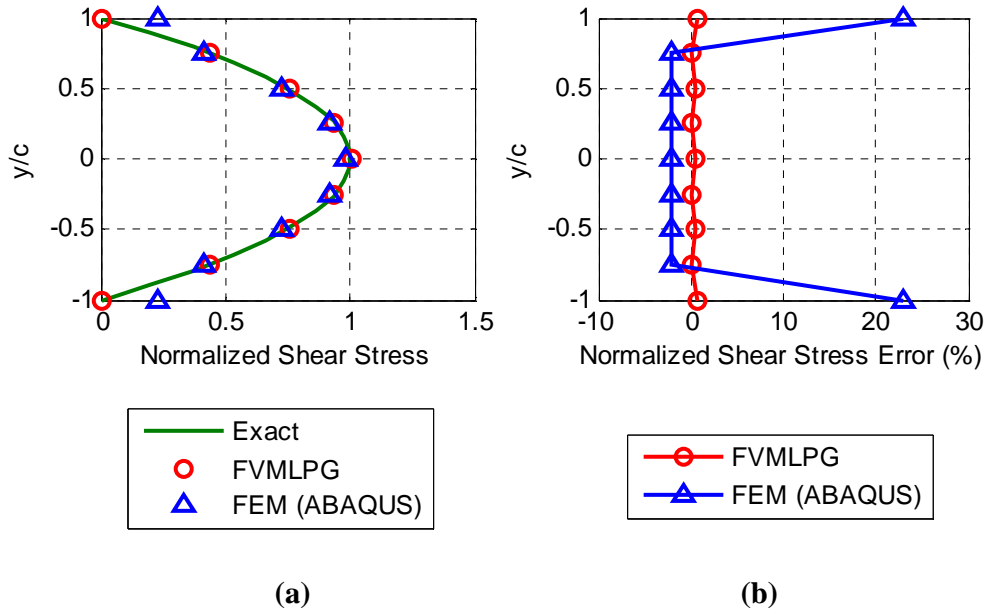 1
0.5
0
-0.5
-1
y/c
0
0.5
1
1.5
Normalized Shear Stress
Exact
FVMLPG
FEM (ABAQUS)
(a)
1
0.5
0
-0.5
-1
y/c
-10
0
10
20
30
Normalized Shear Stress Error (%)
FVMLPG
FEM (ABAQUS)
(b)